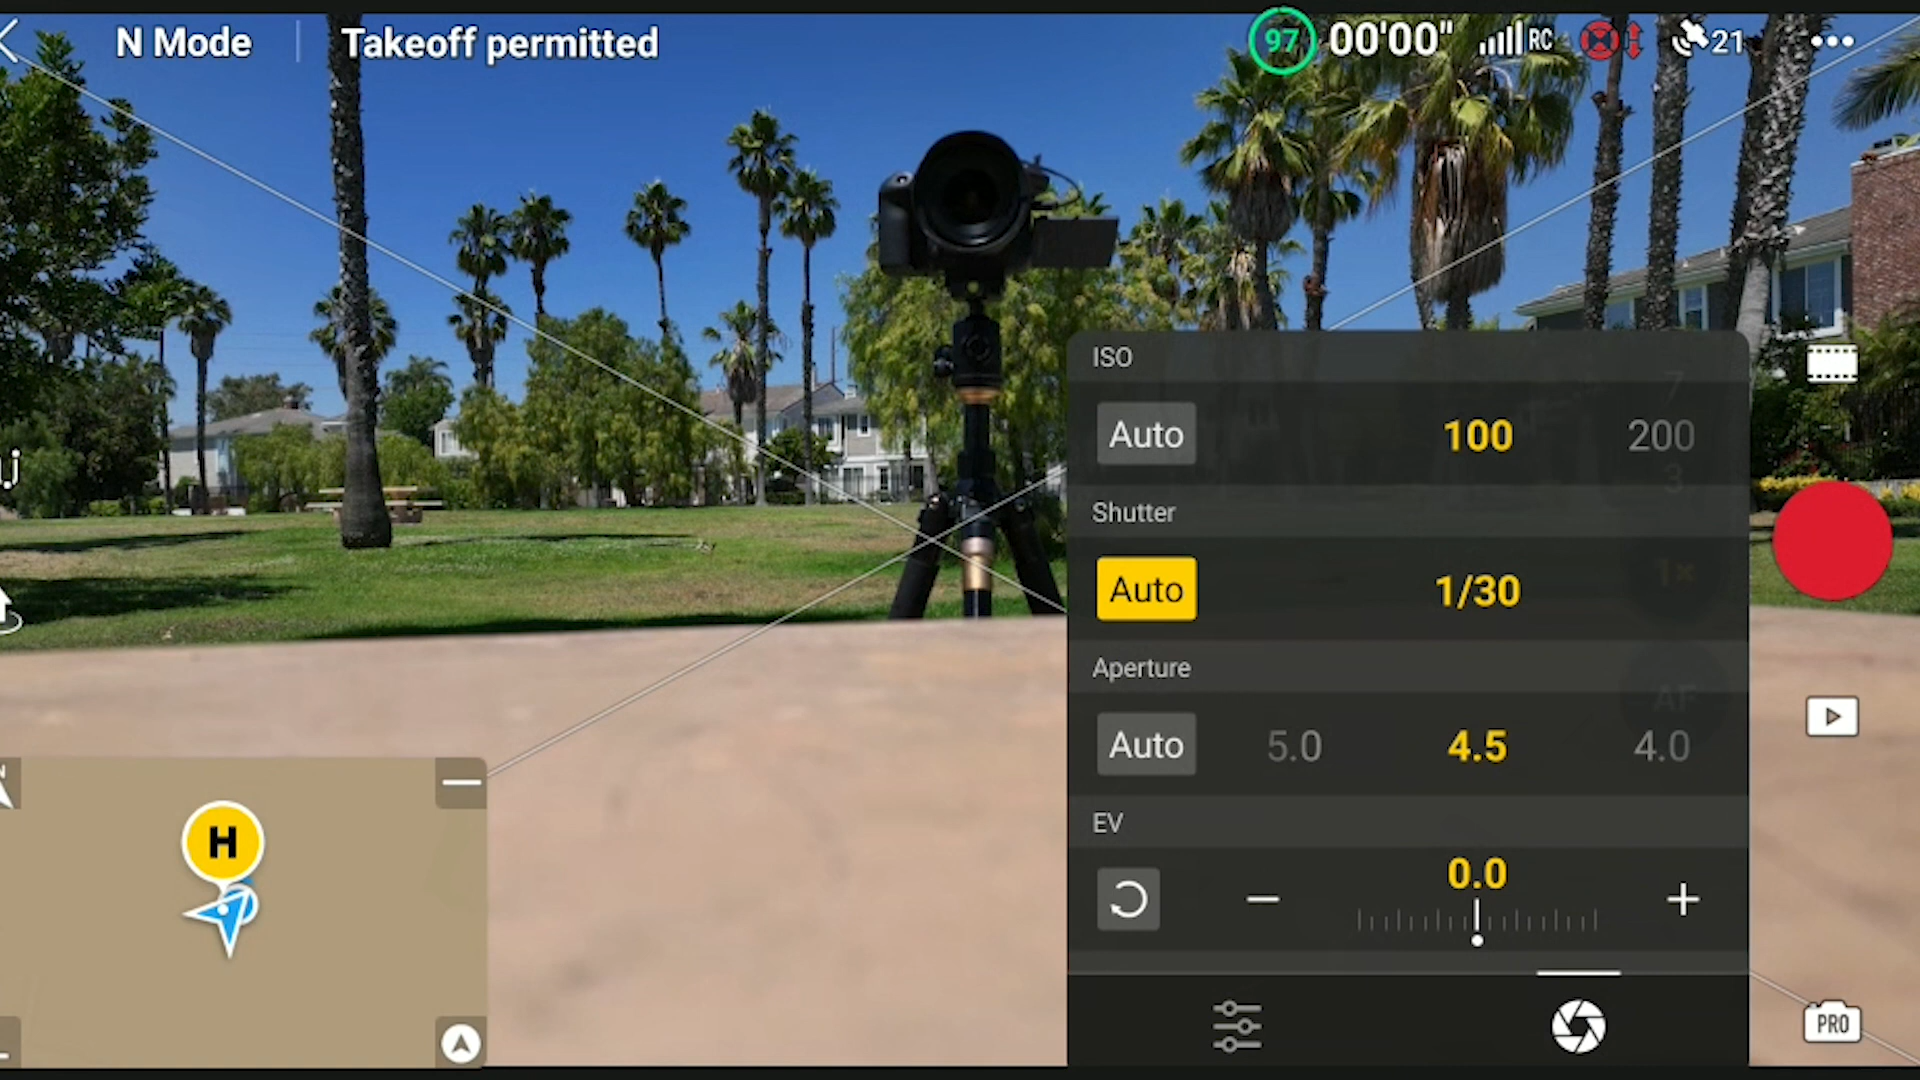 N Mode
Takeoff permitted
97
00'00"
RC
H
21
ISO
Auto
100
200
Shutter
Auto
1/30
Aperture
Auto
5.0
4.5
4.0
EV
0.0
N
H
PRO